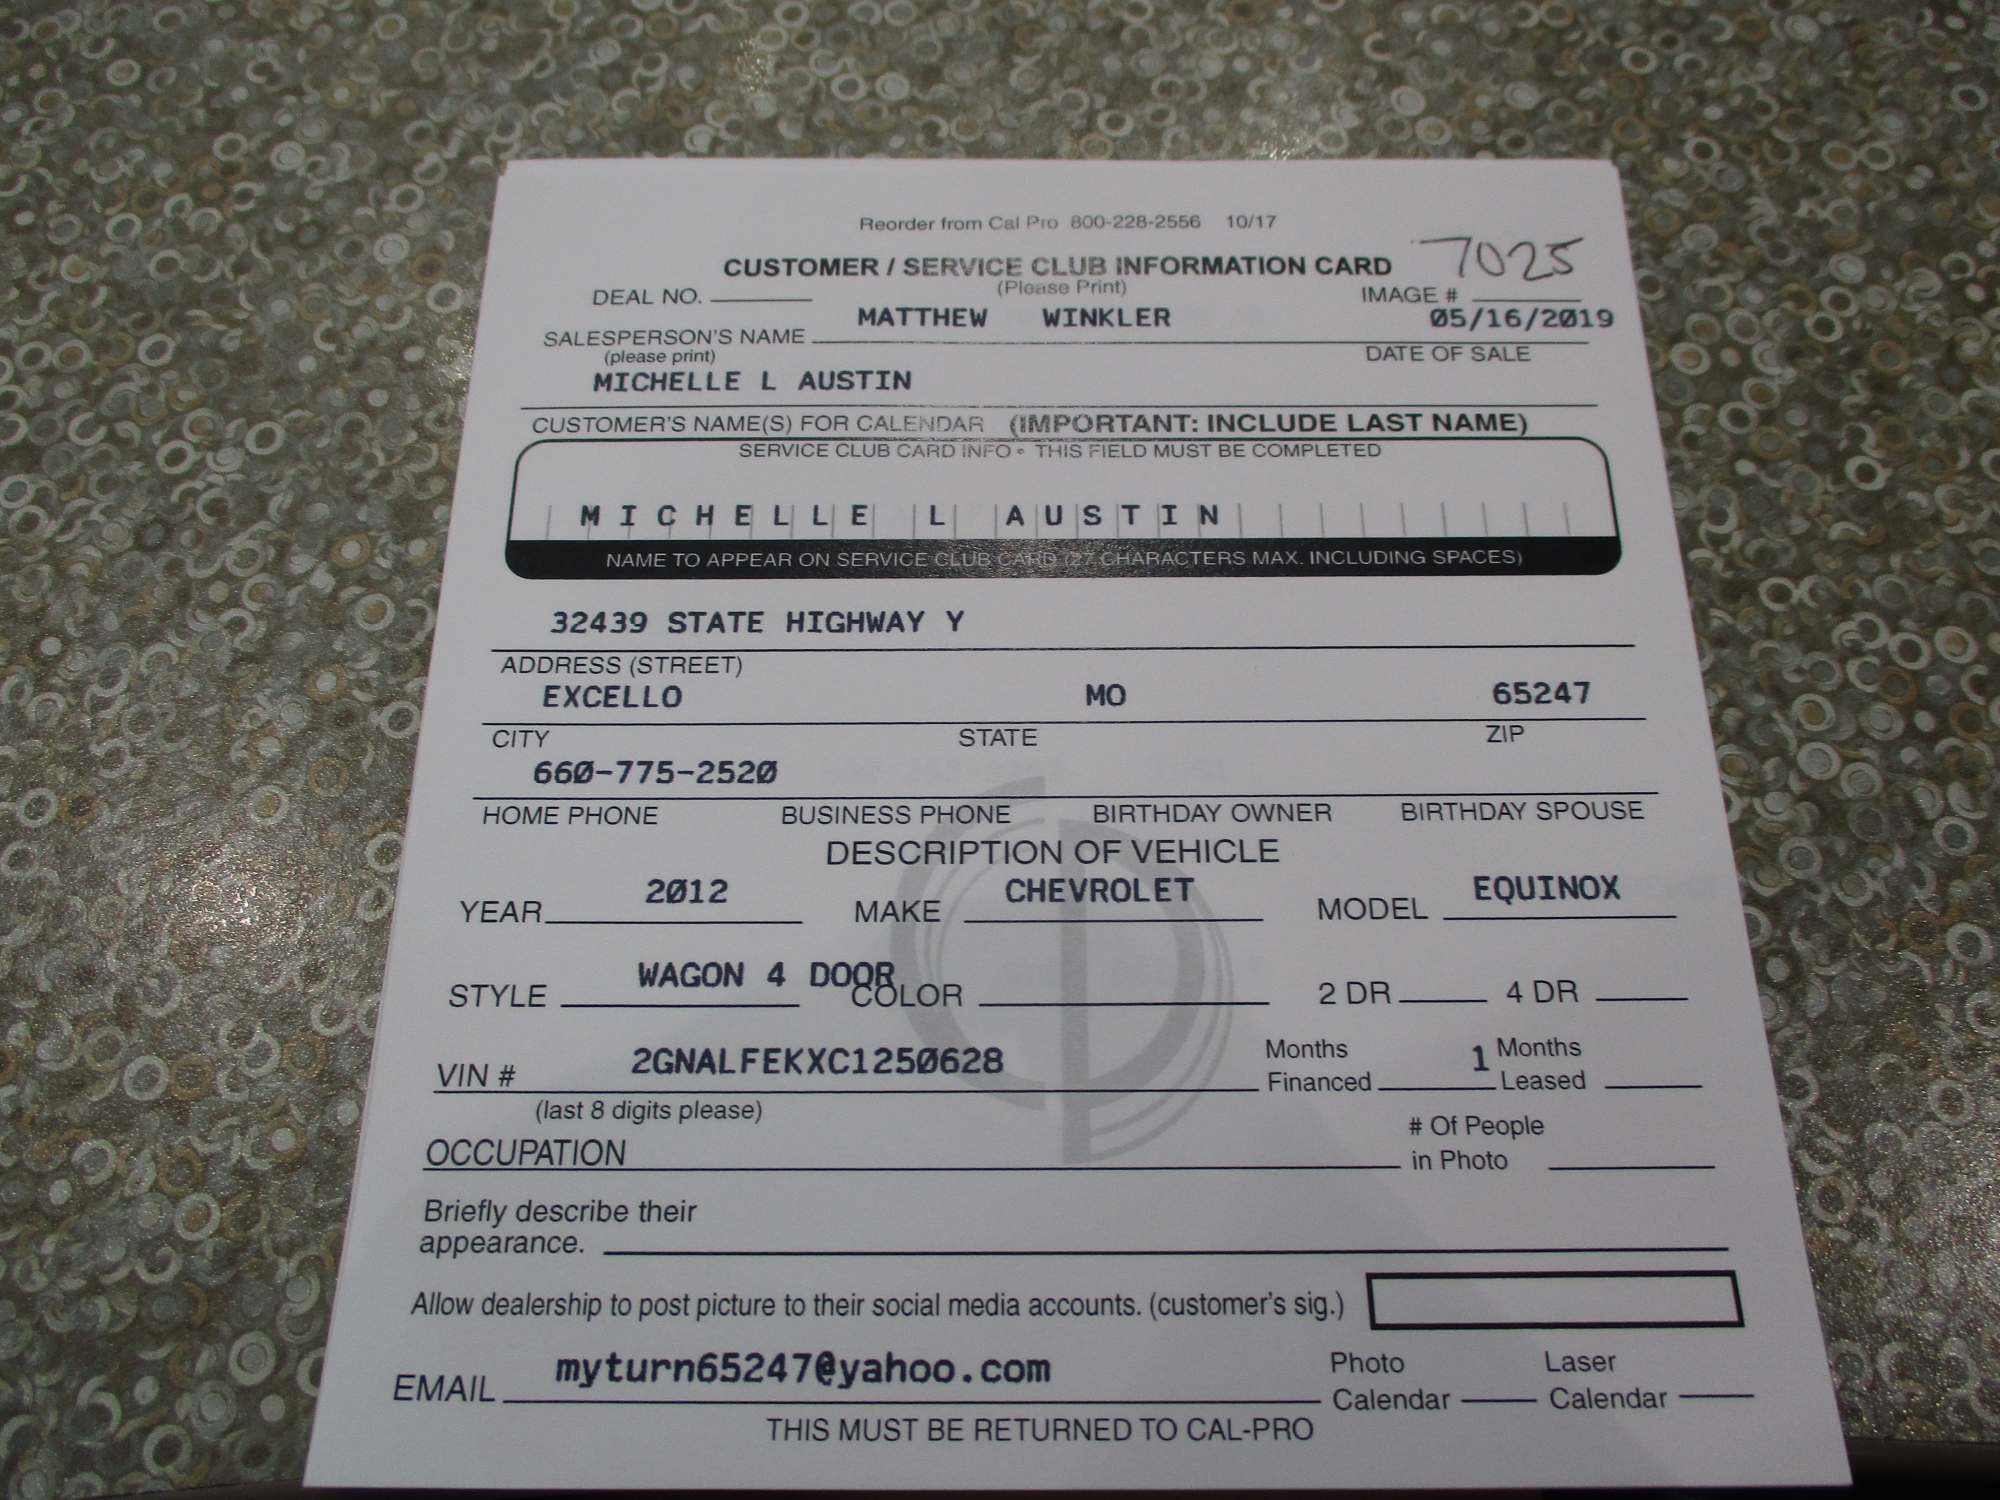 Reorder from Cal Pro 800-228-2556 10/17
CUSTOMER / SERVICE CLUB INFORMATION CARD 7025
(Please Print)
DEAL NO. IMAGE #
MATTHEW WINKLER 05/16/2019
SALESPERSON'S NAME DATE OF SALE
(please print)
MICHELLE L AUSTIN
CUSTOMER'S NAME(S) FOR CALENDAR (IMPORTANT: INCLUDE LAST NAME)
SERVICE CLUB CARD INFO • THIS FIELD MUST BE COMPLETED
MICHELLE L AUSTIN
NAME TO APPEAR ON SERVICE CLUB CARD (27 CHARACTERS MAX. INCLUDING SPACES)
32439 STATE HIGHWAY Y
ADDRESS (STREET)
EXCELLO MO 65247
CITY STATE ZIP
660-775-2520
HOME PHONE BUSINESS PHONE BIRTHDAY OWNER BIRTHDAY SPOUSE
DESCRIPTION OF VEHICLE
2012 CHEVROLET EQUINOX
YEAR MAKE MODEL
WAGON 4 DOOR
STYLE COLOR 2 DR 4 DR
2GNALFEKXC1250628 Months 1 Months
VIN # Financed Leased
(last 8 digits please)
# Of People
OCCUPATION in Photo
Briefly describe their
appearance.
Allow dealership to post picture to their social media accounts. (customer's sig.)
myturn65247@yahoo.com Photo Laser
EMAIL Calendar Calendar
THIS MUST BE RETURNED TO CAL-PRO